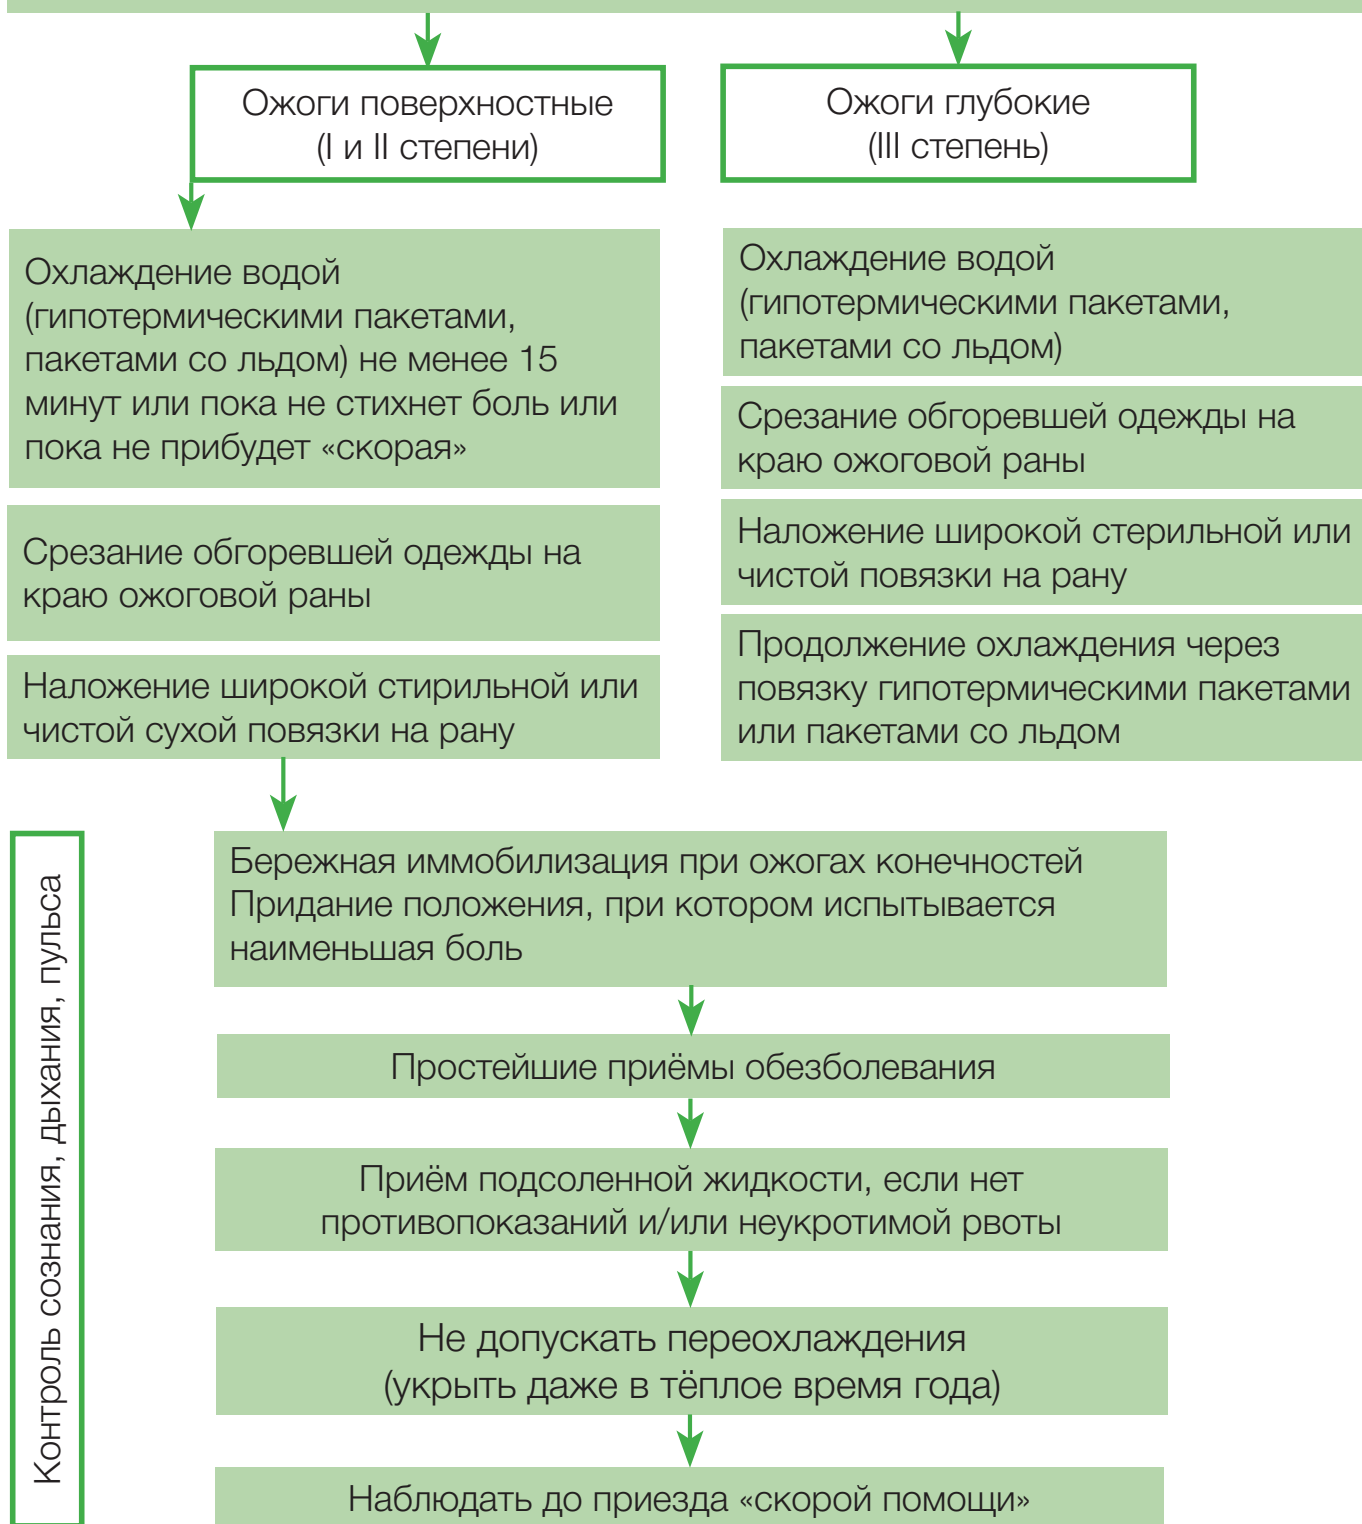 Ожоги поверхностные
(I и II степени)
Охлаждение водой
(гипотермическими пакетами,
пакетами со льдом) не менее 15
минут или пока не стихнет боль или
пока не прибудет «скорая»
Срезание обгоревшей одежды на
краю ожоговой раны
Наложение широкой стирильной или
чистой сухой повязки на рану
Ожоги глубокие
(III степень)
Охлаждение водой
(гипотермическими пакетами,
пакетами со льдом)
Срезание обгоревшей одежды на
краю ожоговой раны
Наложение широкой стерильной или
чистой повязки на рану
Продолжение охлаждения через
повязку гипотермическими пакетами
или пакетами со льдом
Контроль сознания, дыхания, пульса
Бережная иммобилизация при ожогах конечностей
Придание положения, при котором испытывается
наименьшая боль
Простейшие приёмы обезболевания
Приём подсоленной жидкости, если нет
противопоказаний и/или неукротимой рвоты
Не допускать переохлаждения
(укрыть даже в тёплое время года)
Наблюдать до приезда «скорой помощи»